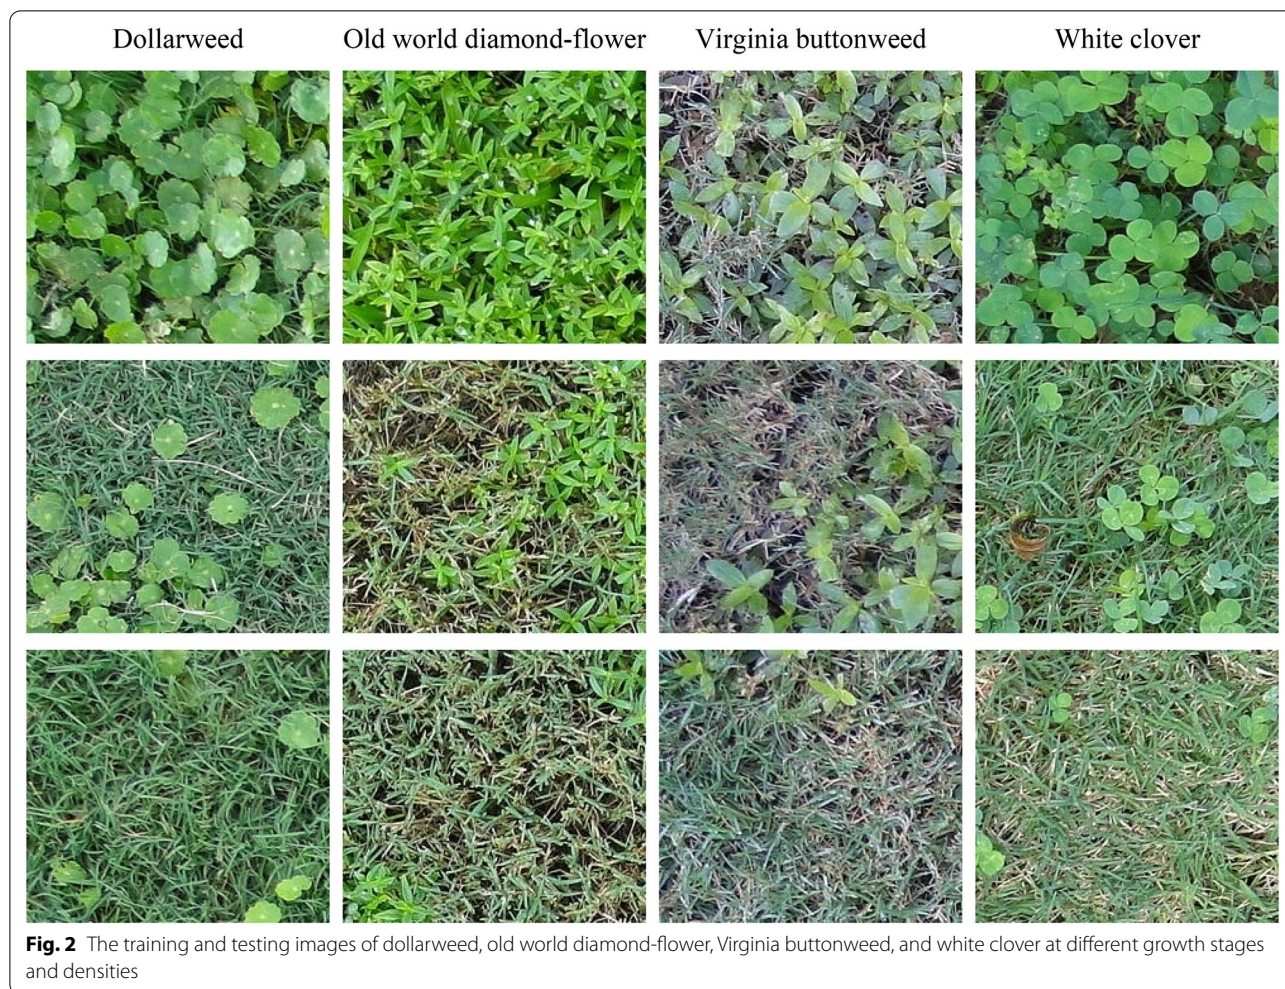 Dollarweed
Old world diamond-flower
Virginia buttonweed
White clover
Fig. 2 The training and testing images of dollarweed, old world diamond-flower, Virginia buttonweed, and white clover at different growth stages
and densities